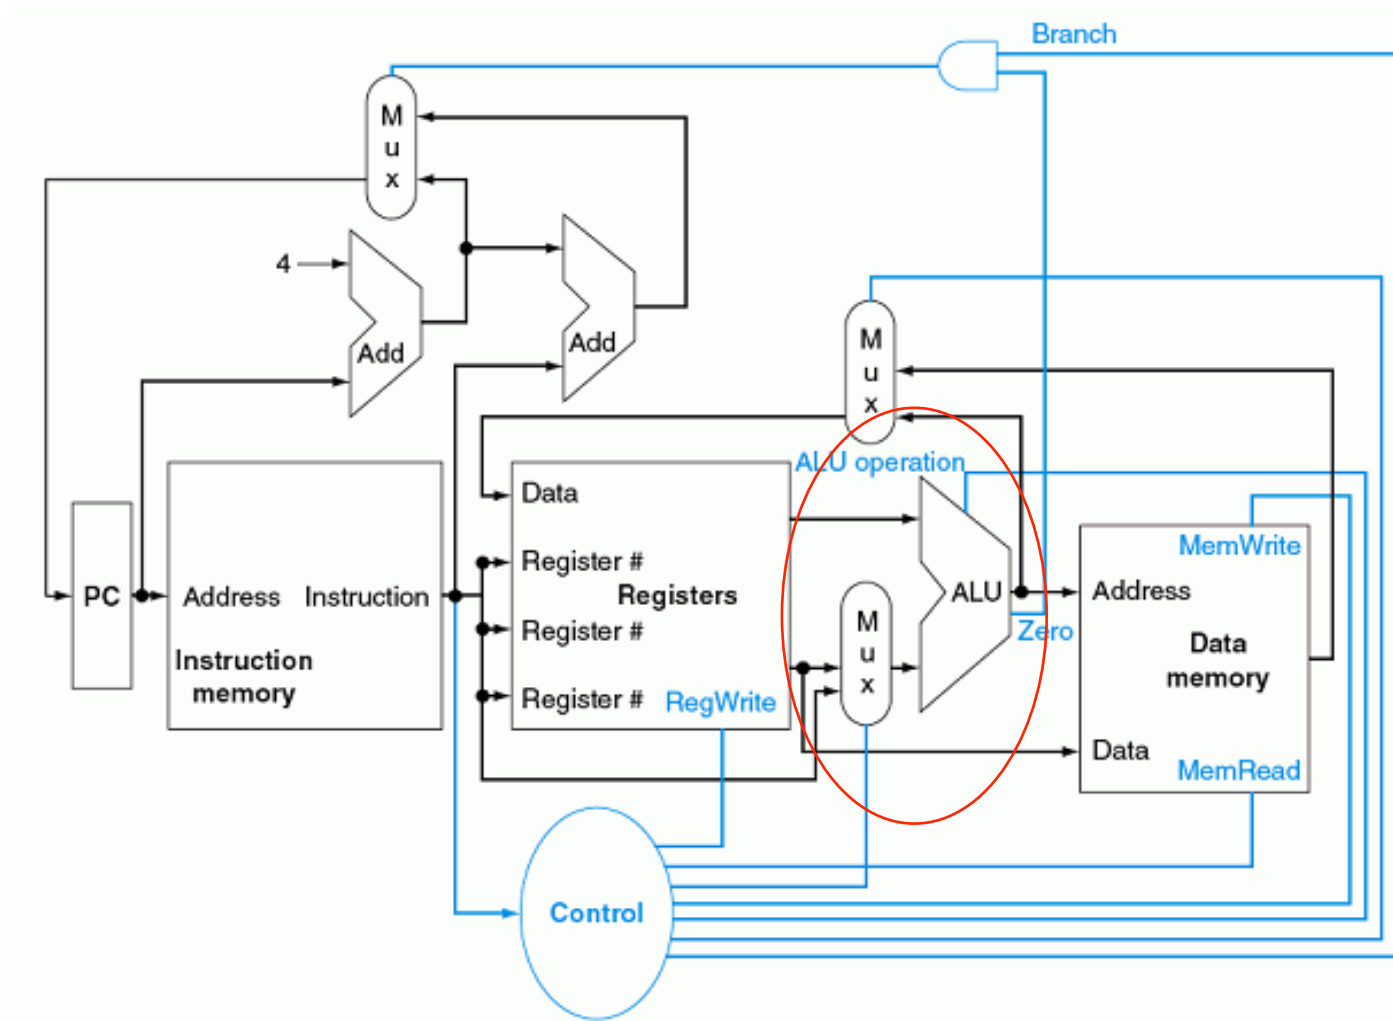 Branch
M
u
x
4
Add
Add
M
u
x
ALU operation
Data
Register #
Registers
Register #
Register #
RegWrite
PC
Address
Instruction
Instruction
memory
M
u
x
ALU
Zero
MemWrite
Address
Data
memory
Data
MemRead
Control